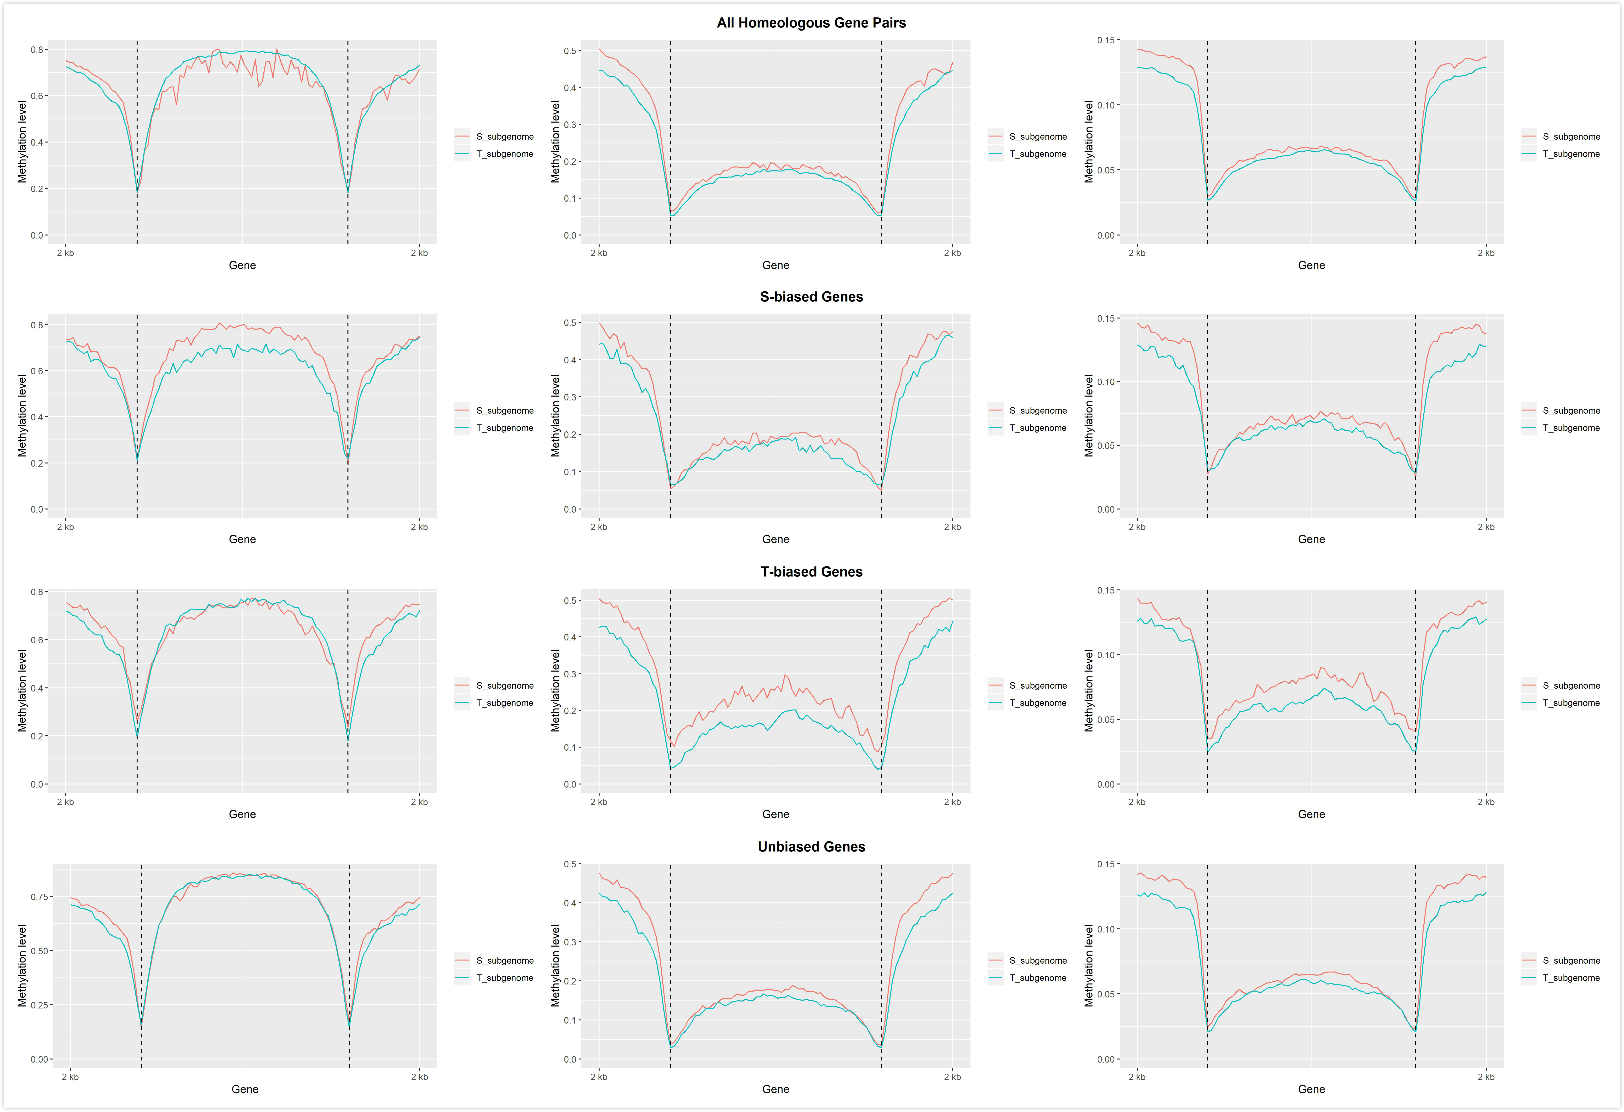 All Homeologous Gene Pairs
Methylation level
0.8
0.6
0.4
0.2
0.0
2 kb
2 kb
Gene
S_subgenome
T_subgenome
Methylation level
0.5
0.4
0.3
0.2
0.1
0.0
2 kb
2 kb
Gene
S_subgenome
T_subgenome
Methylation level
0.15
0.10
0.05
0.00
2 kb
2 kb
Gene
S_subgenome
T_subgenome
S-biased Genes
Methylation level
0.8
0.6
0.4
0.2
0.0
2 kb
2 kb
Gene
S_subgenome
T_subgenome
Methylation level
0.5
0.4
0.3
0.2
0.1
0.0
2 kb
2 kb
Gene
S_subgenome
T_subgenome
Methylation level
0.15
0.10
0.05
0.00
2 kb
2 kb
Gene
S_subgenome
T_subgenome
T-biased Genes
Methylation level
0.8
0.6
0.4
0.2
0.0
2 kb
2 kb
Gene
S_subgenome
T_subgenome
Methylation level
0.5
0.4
0.3
0.2
0.1
0.0
2 kb
2 kb
Gene
S_subgenome
T_subgenome
Methylation level
0.15
0.10
0.05
0.00
2 kb
2 kb
Gene
S_subgenome
T_subgenome
Unbiased Genes
Methylation level
0.75
0.50
0.25
0.00
2 kb
2 kb
Gene
S_subgenome
T_subgenome
Methylation level
0.5
0.4
0.3
0.2
0.1
0.0
2 kb
2 kb
Gene
S_subgenome
T_subgenome
Methylation level
0.15
0.10
0.05
0.00
2 kb
2 kb
Gene
S_subgenome
T_subgenome